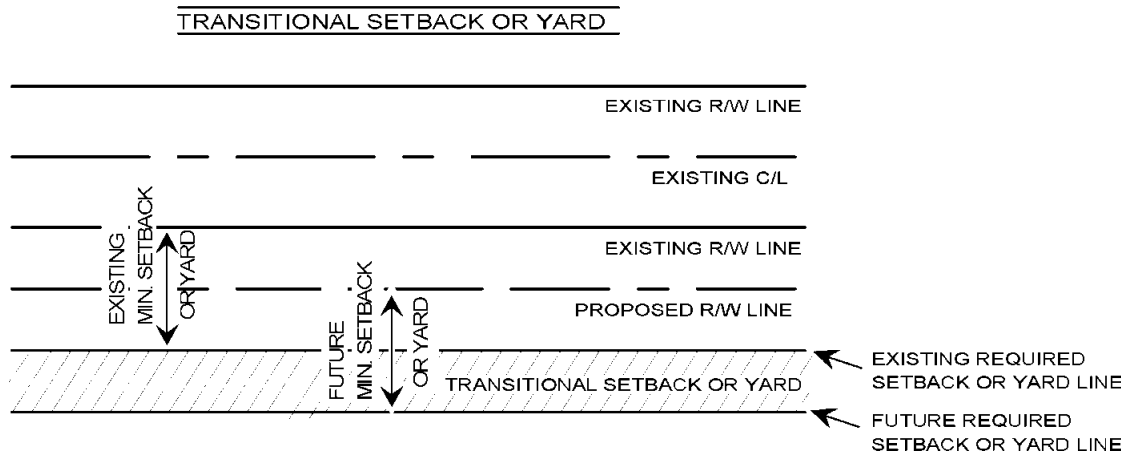 TRANSITIONAL SETBACK OR YARD
EXISTING R/W LINE
EXISTING C/L
EXISTING R/W LINE
EXISTING
MIN. SETBACK
OR YARD
PROPOSED R/W LINE
FUTURE
MIN. SETBACK
OR YARD
TRANSITIONAL SETBACK OR YARD
EXISTING REQUIRED
SETBACK OR YARD LINE
FUTURE REQUIRED
SETBACK OR YARD LINE